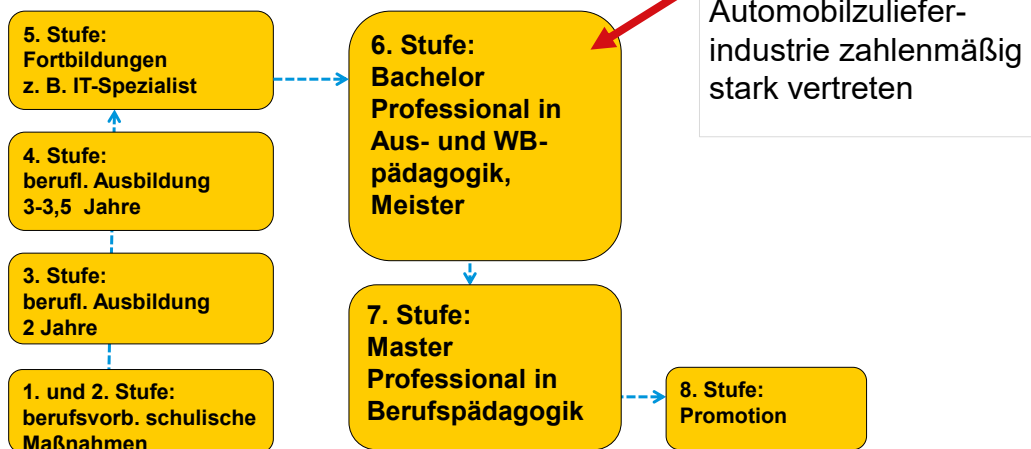 5. Stufe:
Fortbildungen
z. B. IT-Spezialist
4. Stufe:
berufl. Ausbildung
3-3,5 Jahre
3. Stufe:
berufl. Ausbildung
2 Jahre
1. und 2. Stufe:
berufsvorb. schulische
Maßnahmen
6. Stufe:
Bachelor
Professional in
Aus- und WB-
pädagogik,
Meister
7. Stufe:
Master
Professional in
Berufspädagogik
8. Stufe:
Promotion
Automobilzuliefer-
industrie zahlenmäßig
stark vertreten